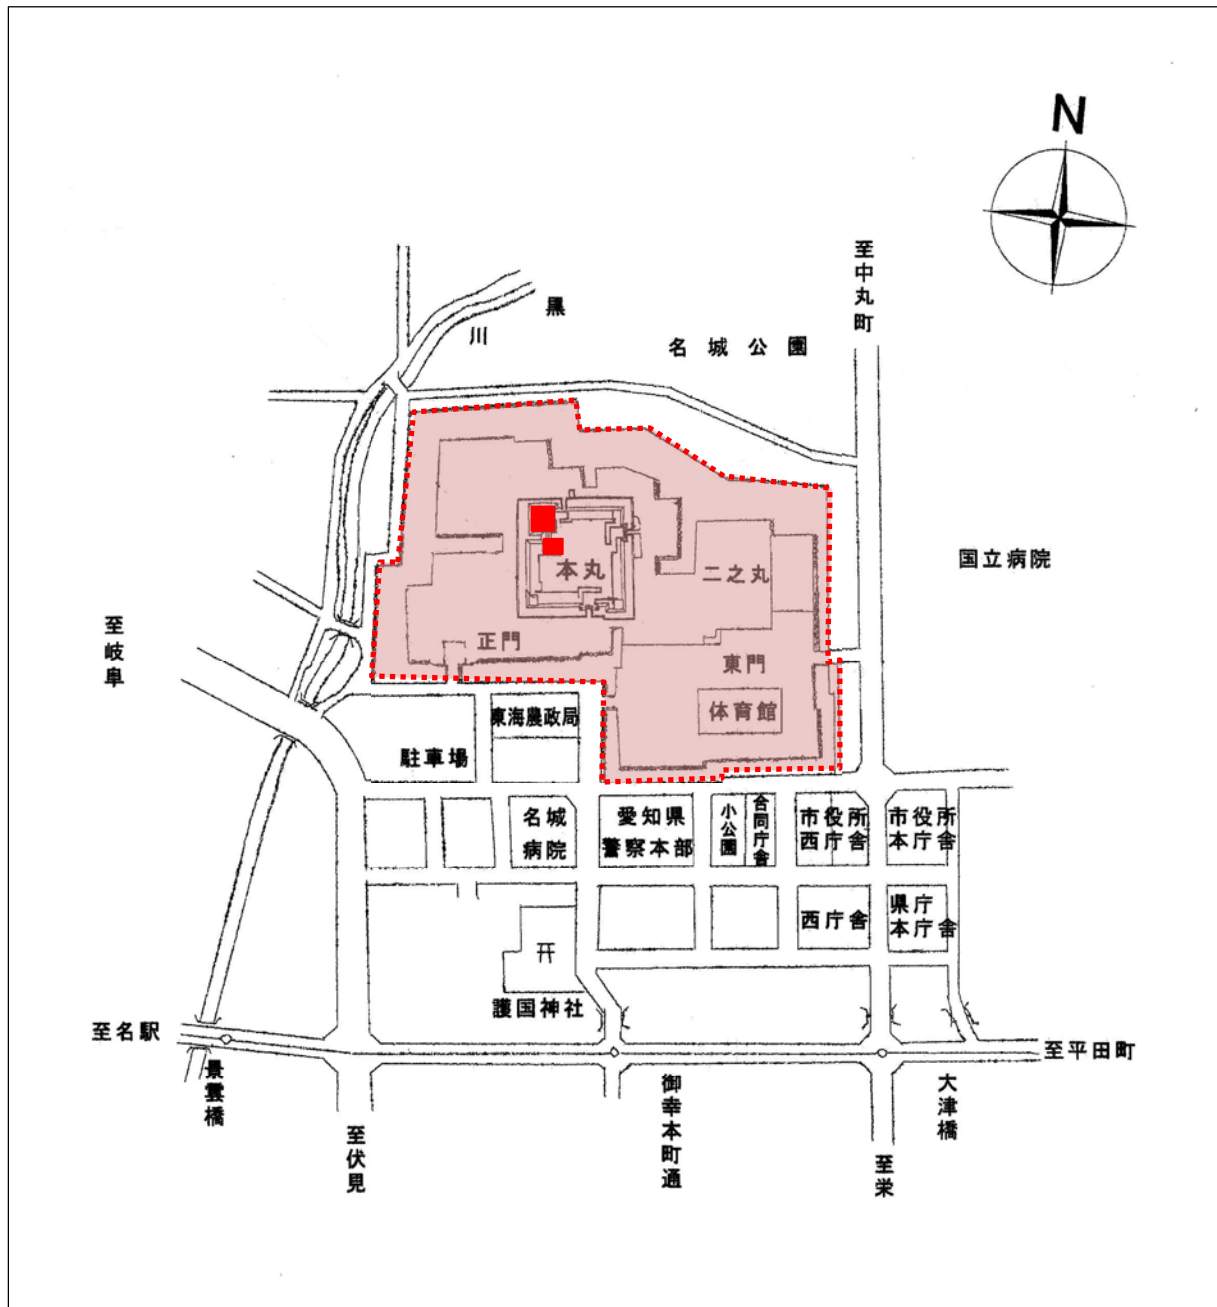 N
至中丸町
黒
川
名城公園
国立病院
本丸
二之丸
至岐阜
正門
東門
体育館
東海農政局
駐車場
名城
病院
愛知県
警察本部
小公園
合同庁舎
市役所
西庁舎
市役所
本庁舎
西庁舎
県庁
本庁舎
護国神社
至名駅
至平田町
景雲橋
御幸本町通
大津橋
至伏見
至栄